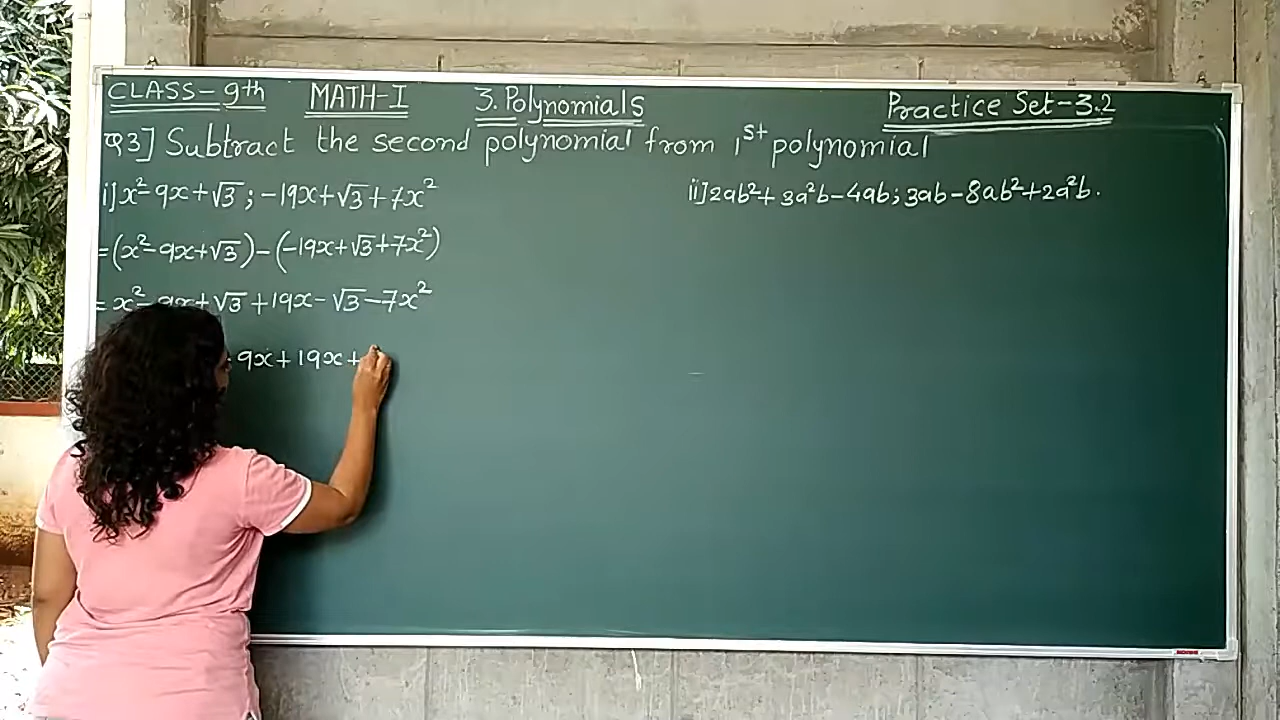 CLASS-9th MATH-I 3. Polynomials Practice Set-3.2
Q3] Subtract the second polynomial from 1st polynomial
i] x²-9x+√3 ; -19x+√3+7x²
=(x²-9x+√3)-(-19x+√3+7x²)
= x²-9x+√3+19x-√3-7x²
-9x+19x+
ii] 2ab²+3a²b-4ab; 3ab-8ab²+2a²b.